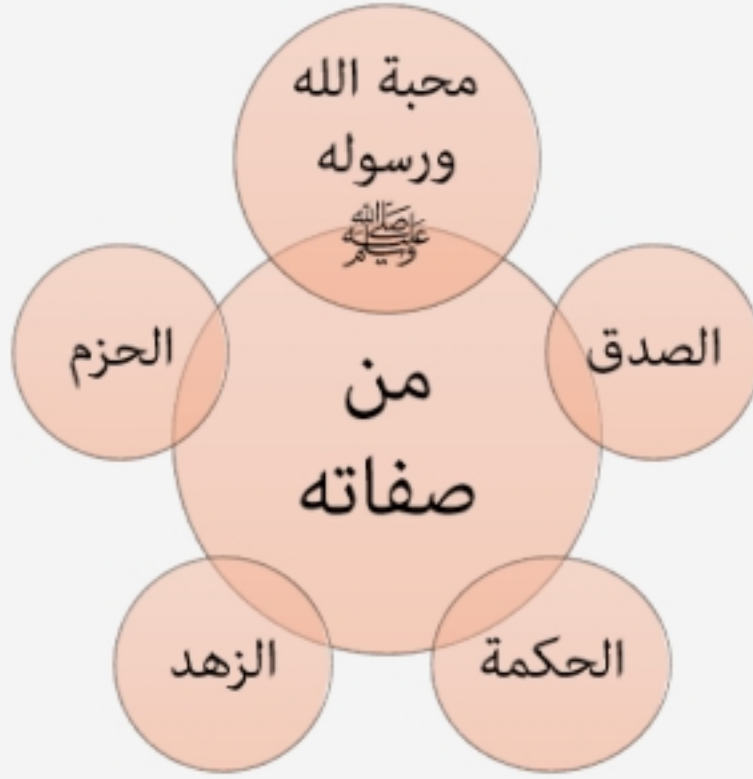 محبة الله
ورسوله
ﷺ
الصدق
الحزم
من
صفاته
الحكمة
الزهد